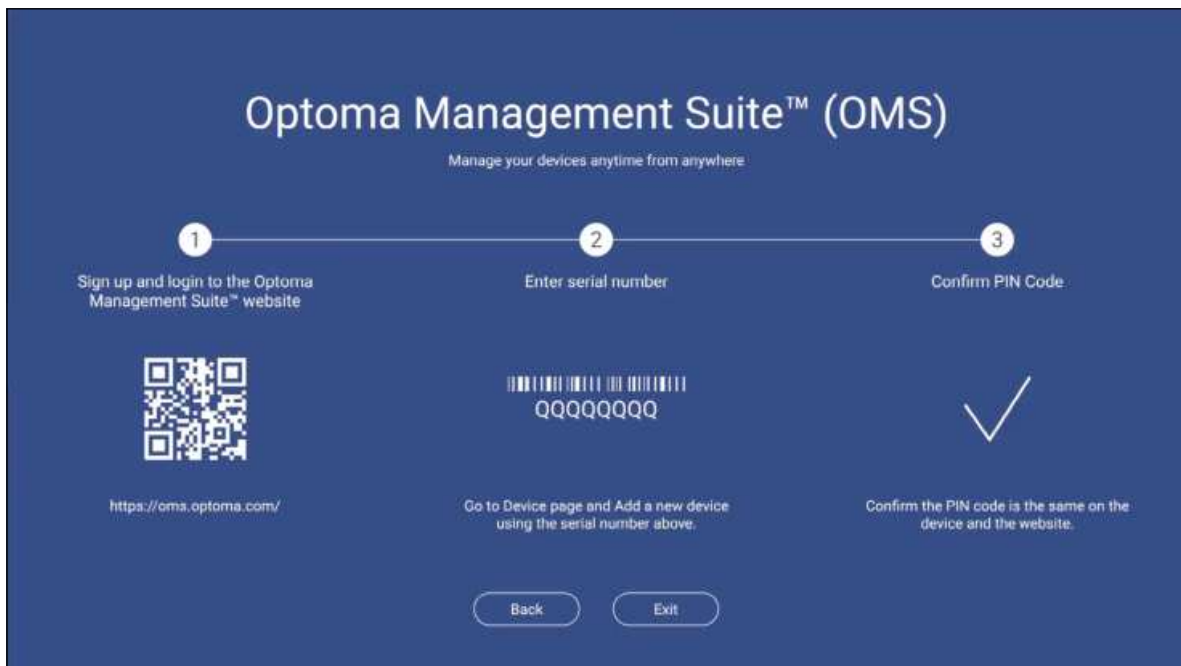 Optoma Management Suite™ (OMS)
Manage your devices anytime from anywhere
1
2
3
Sign up and login to the Optoma
Management Suite™ website
Enter serial number
Confirm PIN Code
QQQQQQQQ
https://oms.optoma.com/
Go to Device page and Add a new device
using the serial number above.
Confirm the PIN code is the same on the
device and the website.
Back
Exit